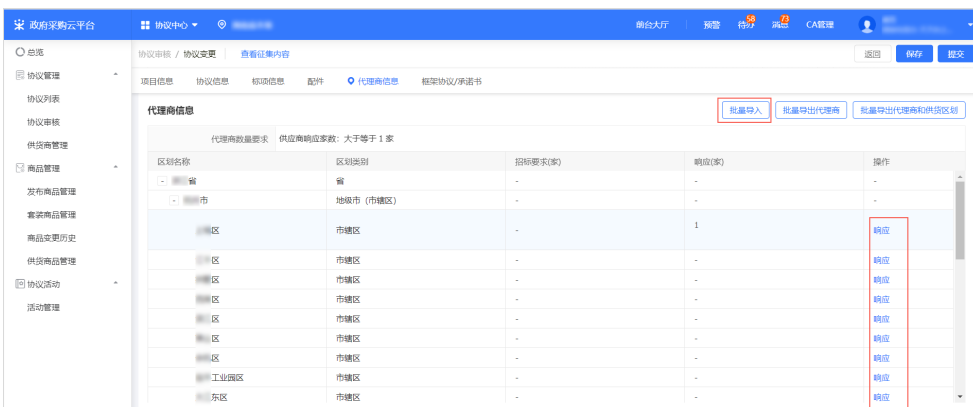 政府采购云平台 协议中心 前台大厅 预警 待办 58 消息 73 CA管理
总览
协议管理
协议列表
协议审核
供货商管理
商品管理
发布商品管理
套装商品管理
商品变更历史
供货商品管理
协议活动
活动管理
协议审核 / 协议变更 查看征集内容 返回 保存 提交
项目信息 协议信息 标项信息 配件 代理商信息 框架协议/承诺书
代理商信息 批量导入 批量导出代理商 批量导出代理商和供货区划
代理商数量要求 供应商响应家数: 大于等于 1 家
区划名称 区划类别 招标要求(家) 响应(家) 操作
- 省 省 - - -
- 市 地级市 (市辖区) - - -
区 市辖区 - 1 响应
区 市辖区 - - 响应
区 市辖区 - - 响应
区 市辖区 - - 响应
区 市辖区 - - 响应
区 市辖区 - - 响应
区 市辖区 - - 响应
工业园区 市辖区 - - 响应
东区 市辖区 - - 响应